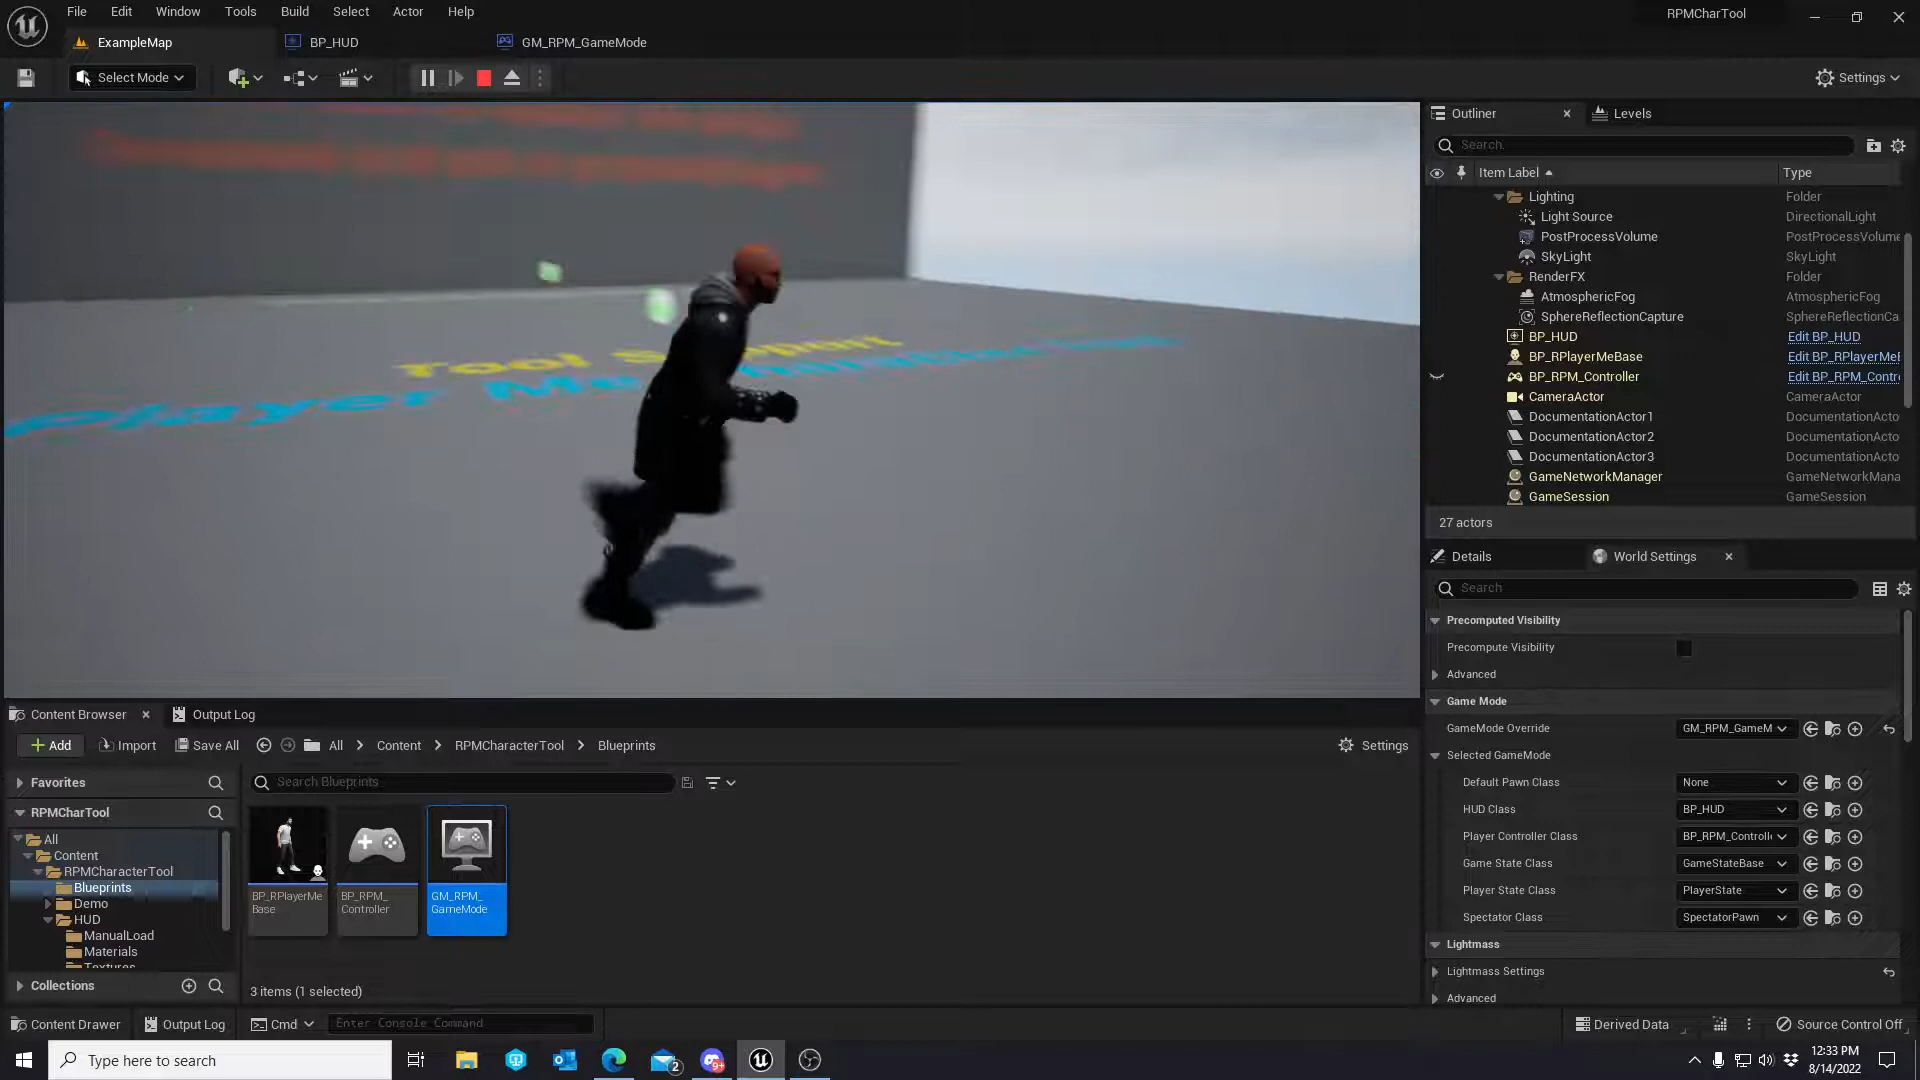 File Edit Window Tools Build Select Actor Help
RPMCharTool
ExampleMap
BP_HUD
GM_RPM_GameMode
Select Mode
Settings
Outliner
Levels
Search.
Item Label
Type
Lighting
Folder
Light Source
DirectionalLight
PostProcessVolume
PostProcessVolume
SkyLight
SkyLight
RenderFX
Folder
AtmosphericFog
AtmosphericFog
SphereReflectionCapture
SphereReflectionCa
BP_HUD
Edit BP_HUD
BP_RPlayerMeBase
Edit BP_RPlayerMeE
BP_RPM_Controller
Edit BP_RPM_Contr
CameraActor
CameraActor
DocumentationActor1
DocumentationActo
DocumentationActor2
DocumentationActo
DocumentationActor3
DocumentationActo
GameNetworkManager
GameNetworkMana
GameSession
GameSession
27 actors
Details
World Settings
Search
Precomputed Visibility
Precompute Visibility
Advanced
Game Mode
GameMode Override
GM_RPM_GameM
Selected GameMode
Default Pawn Class
None
HUD Class
BP_HUD
Player Controller Class
BP_RPM_Controlle
Game State Class
GameStateBase
Player State Class
PlayerState
Spectator Class
SpectatorPawn
Lightmass
Lightmass Settings
Advanced
Tool
Player
Content Browser
Output Log
Add
Import
Save All
All
Content
RPMCharacterTool
Blueprints
Settings
Favorites
Search Blueprints
RPMCharTool
All
Content
RPMCharacterTool
Blueprints
Demo
HUD
ManualLoad
Materials
Textures
Collections
BP_RPlayerMe
Base
BP_RPM_
Controller
GM_RPM_
GameMode
3 items (1 selected)
Content Drawer
Output Log
Cmd
Enter Console Command
Derived Data
Source Control Off
Type here to search
2
9+
12:33 PM
8/14/2022